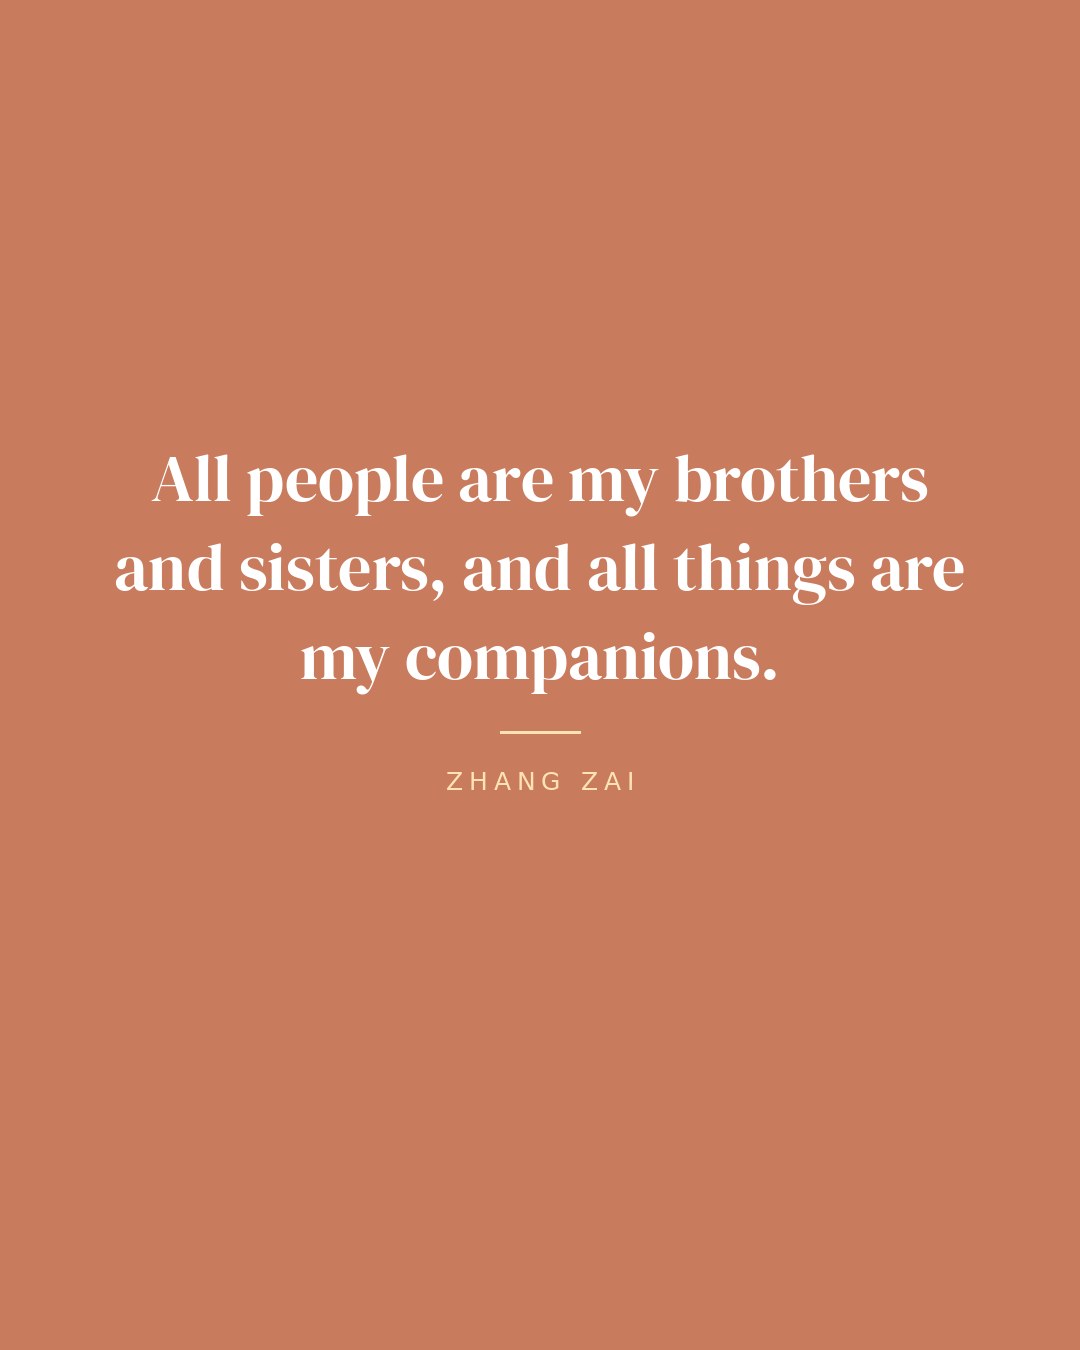 All people are my brothers
and sisters, and all things are
my companions.
ZHANG ZAI